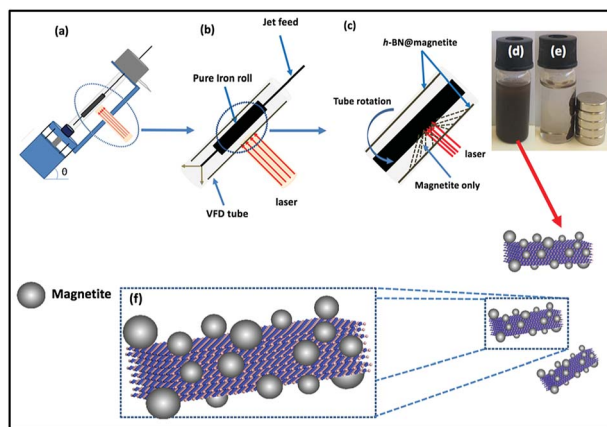 (a)
θ
(b)
Jet feed
Pure Iron roll
VFD tube
laser
(c)
h-BN@magnetite
Tube rotation
laser
Magnetite only
(d)
(e)
Magnetite
(f)